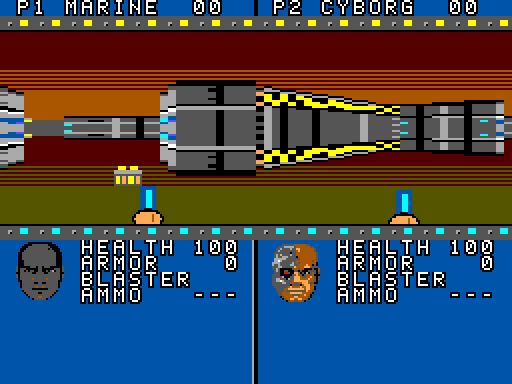 P1 MARINE 00 P2 CYBORG 00
HEALTH 100 HEALTH 100
ARMOR 0 ARMOR 0
BLASTER BLASTER
AMMO --- AMMO ---